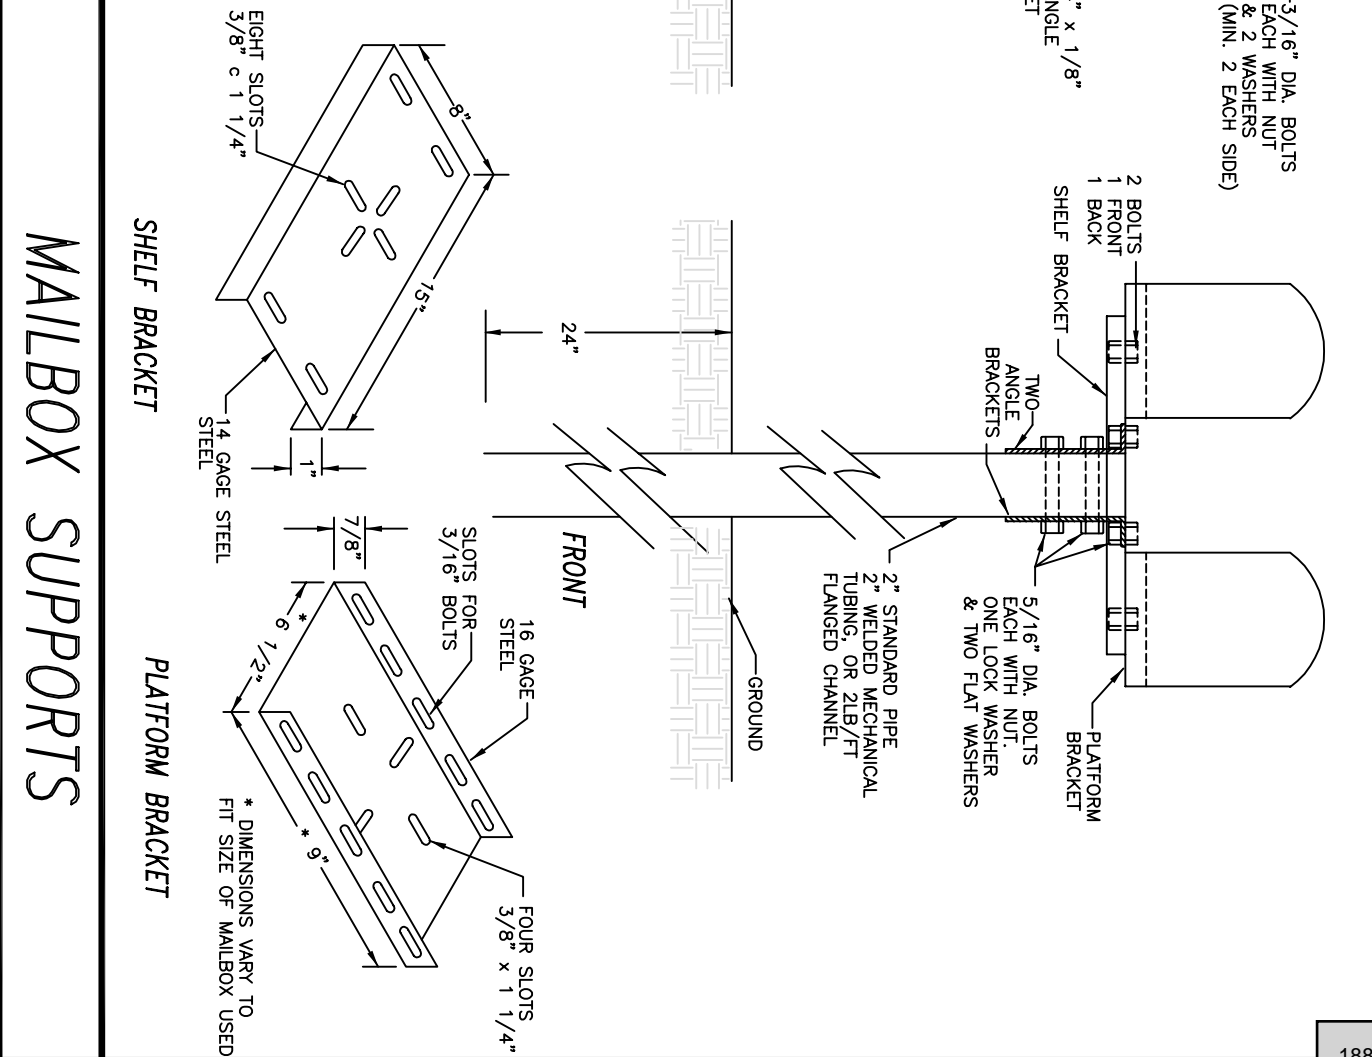 3/16" DIA. BOLTS
EACH WITH NUT
& 2 WASHERS
(MIN. 2 EACH SIDE)
" x 1/8"
NGLE
ET
2 BOLTS
1 FRONT
1 BACK
SHELF BRACKET
TWO
ANGLE
BRACKETS
5/16" DIA. BOLTS
EACH WITH NUT.
ONE LOCK WASHER
& TWO FLAT WASHERS
PLATFORM
BRACKET
2" STANDARD PIPE
2" WELDED MECHANICAL
TUBING, OR 2LB/FT
FLANGED CHANNEL
GROUND
24"
FRONT
EIGHT SLOTS
3/8" c 1 1/4"
8"
15"
1"
14 GAGE STEEL
STEEL
SHELF BRACKET
7/8"
SLOTS FOR
3/16" BOLTS
16 GAGE
STEEL
* 6 1/2"
* 9"
FOUR SLOTS
3/8" x 1 1/4"
* DIMENSIONS VARY TO
FIT SIZE OF MAILBOX USED
PLATFORM BRACKET
MAILBOX SUPPORTS
188